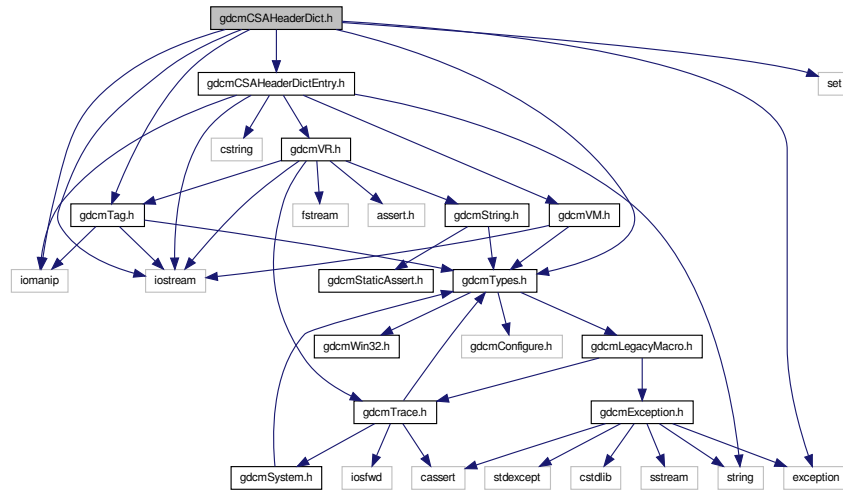 gdcmCSAHeaderDict.h
gdcmCSAHeaderDictEntry.h
set
cstring
gdcmVR.h
gdcmTag.h
fstream
assert.h
gdcmString.h
gdcmVM.h
iomanip
iostream
gdcmStaticAssert.h
gdcmTypes.h
gdcmWin32.h
gdcmConfigure.h
gdcmLegacyMacro.h
gdcmTrace.h
gdcmException.h
gdcmSystem.h
iosfwd
cassert
stdexcept
cstdlib
sstream
string
exception